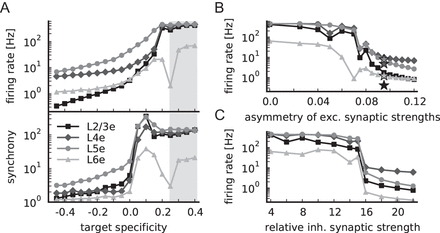 A
B
firing rate [Hz]
10²
10¹
10⁰
synchrony
10²
10¹
10⁰
L2/3e
L4e
L5e
L6e
-0.4 -0.2 0.0 0.2 0.4
target specificity
firing rate [Hz]
10²
10¹
10⁰
0.00 0.04 0.08 0.12
asymmetry of exc. synaptic strengths
C
firing rate [Hz]
10²
10¹
10⁰
4 8 12 16 20
relative inh. synaptic strength